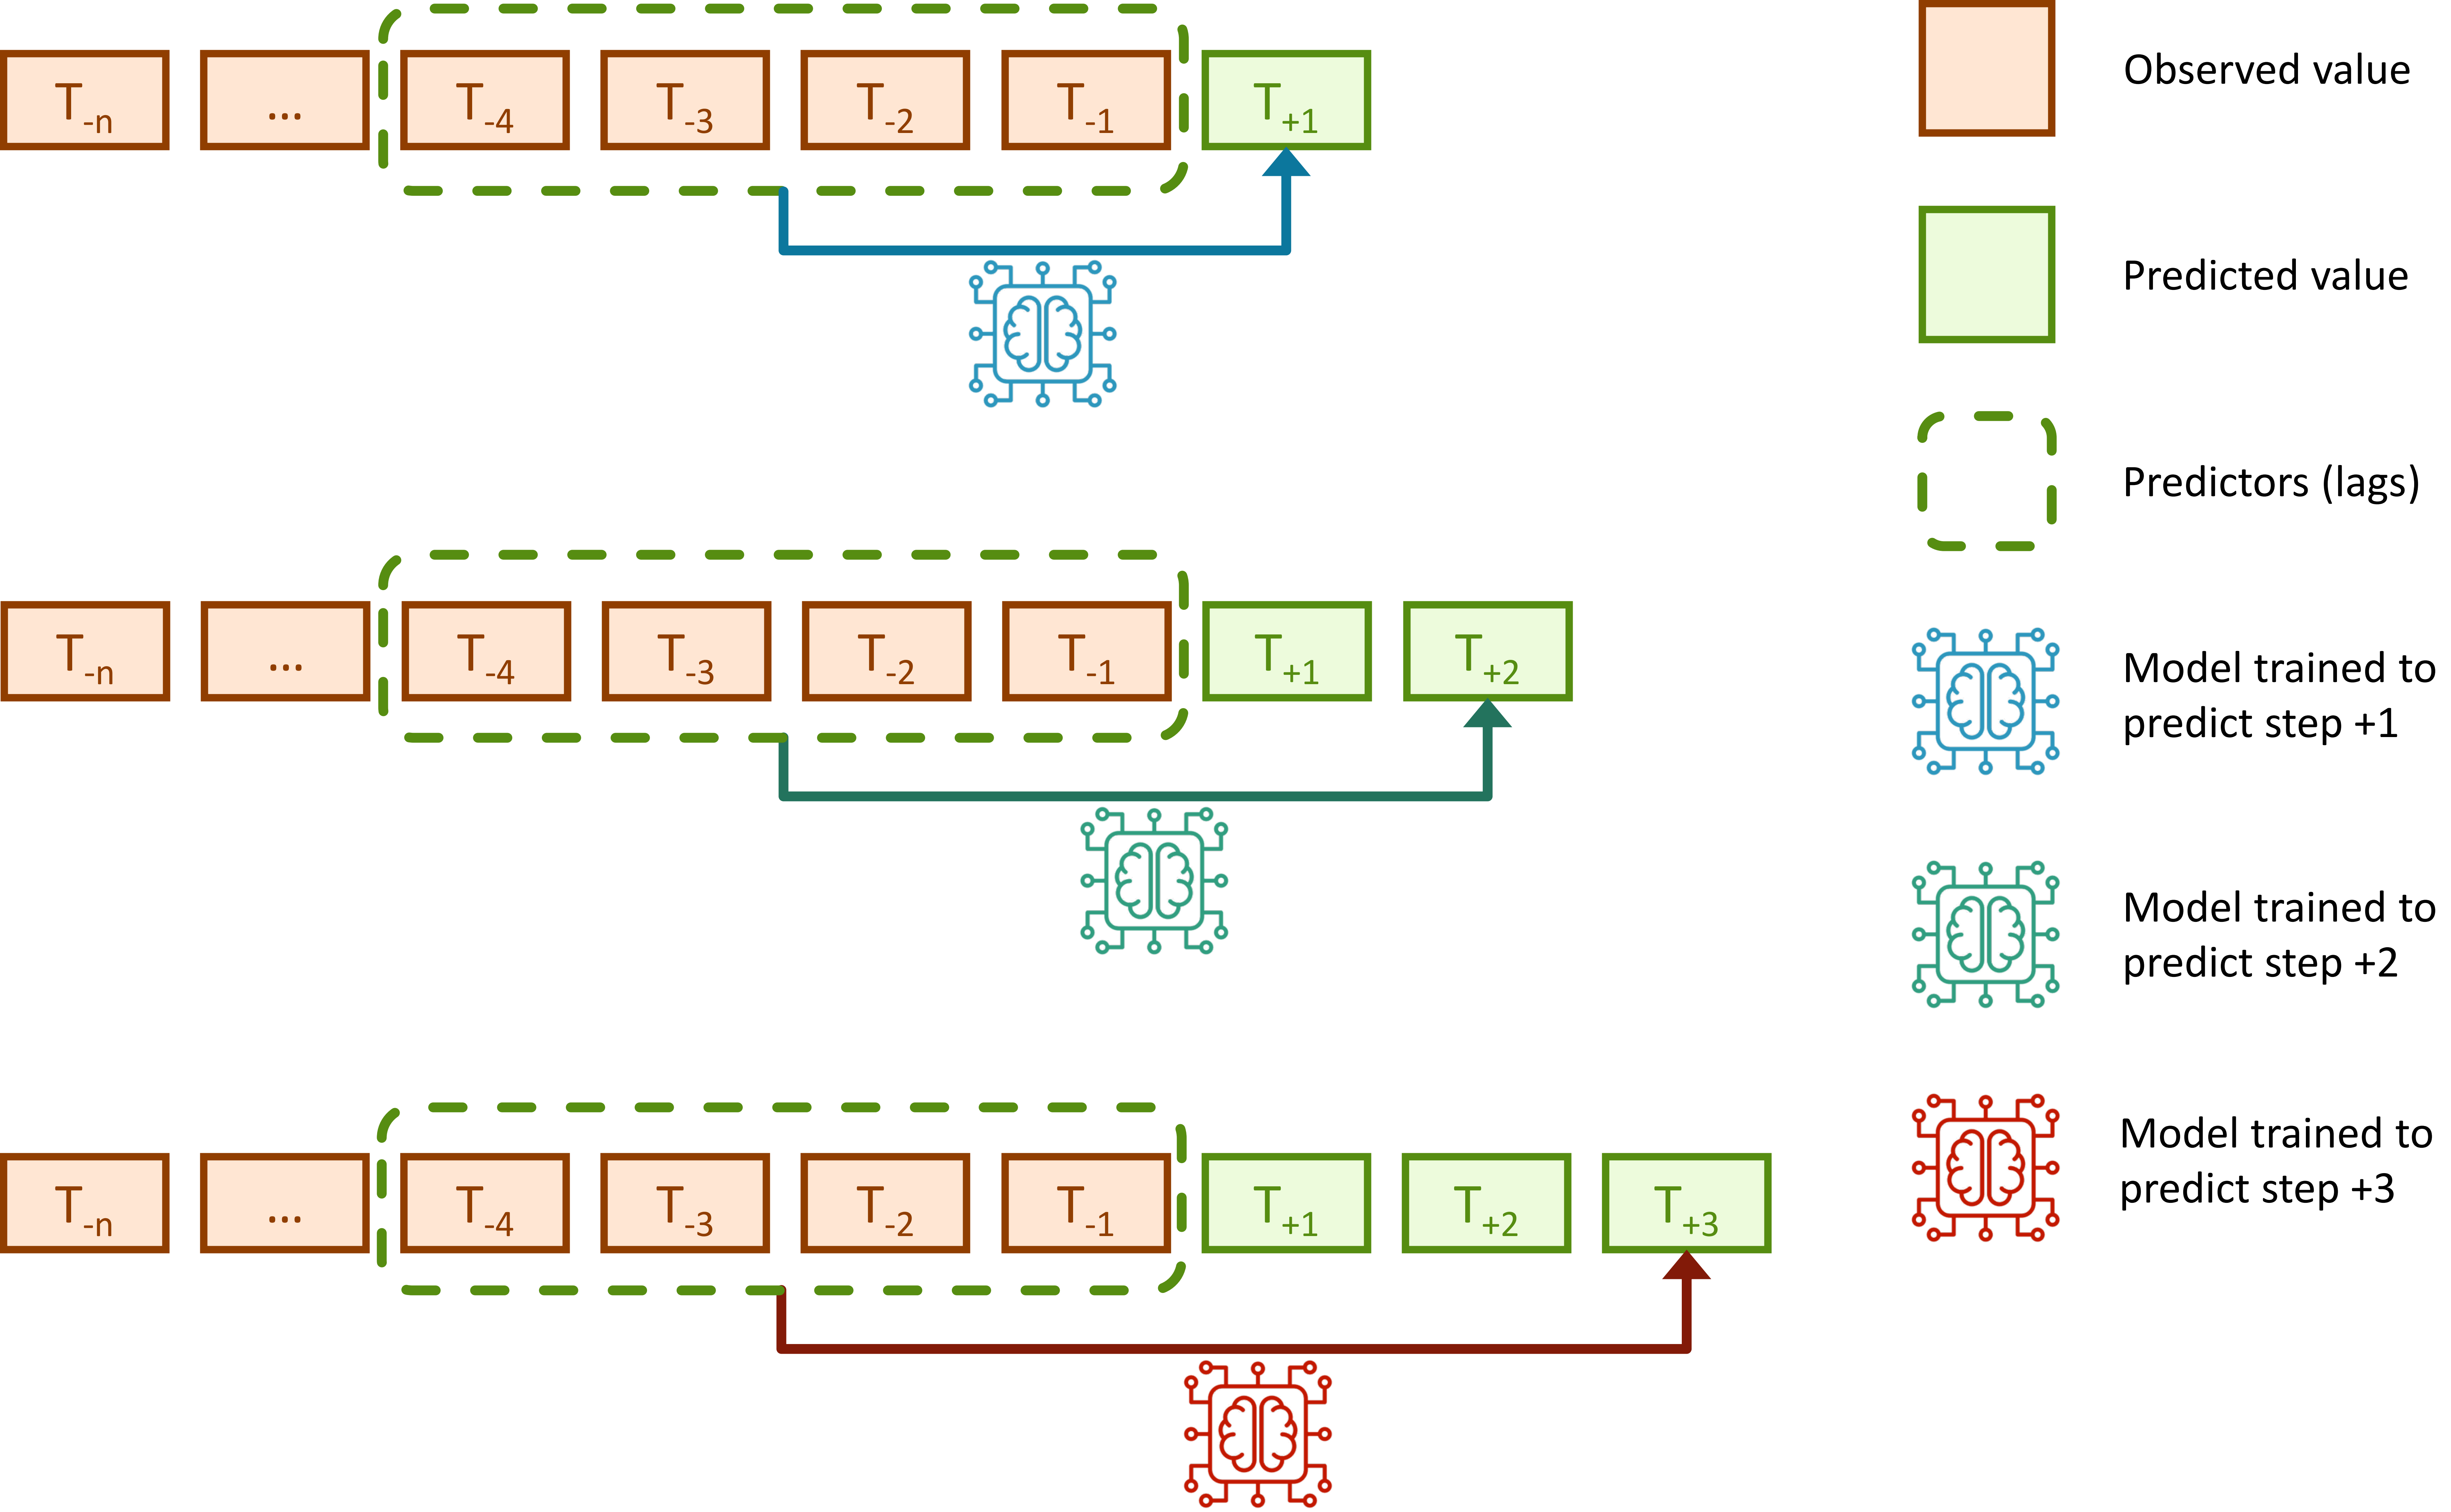 T-n ... T-4 T-3 T-2 T-1 T+1
Observed value
Predicted value
Predictors (lags)
T-n ... T-4 T-3 T-2 T-1 T+1 T+2
Model trained to
predict step +1
Model trained to
predict step +2
T-n ... T-4 T-3 T-2 T-1 T+1 T+2 T+3
Model trained to
predict step +3